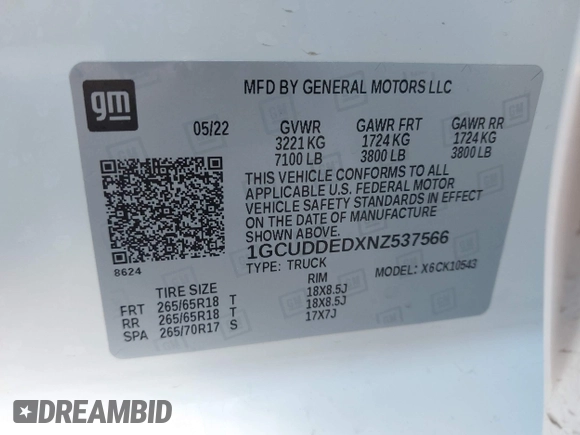 gm
MFD BY GENERAL MOTORS LLC
05/22 GVWR GAWR FRT GAWR RR
3221 KG 1724 KG 1724 KG
7100 LB 3800 LB 3800 LB
THIS VEHICLE CONFORMS TO ALL
APPLICABLE U.S. FEDERAL MOTOR
VEHICLE SAFETY STANDARDS IN EFFECT
ON THE DATE OF MANUFACTURE
SHOWN ABOVE.
8624
1GCUDDEDXNZ537566
TYPE: TRUCK MODEL: X6CK10543
TIRE SIZE RIM
FRT 265/65R18 T 18X8.5J
RR 265/65R18 T 18X8.5J
SPA 265/70R17 S 17X7J
DREAMBID